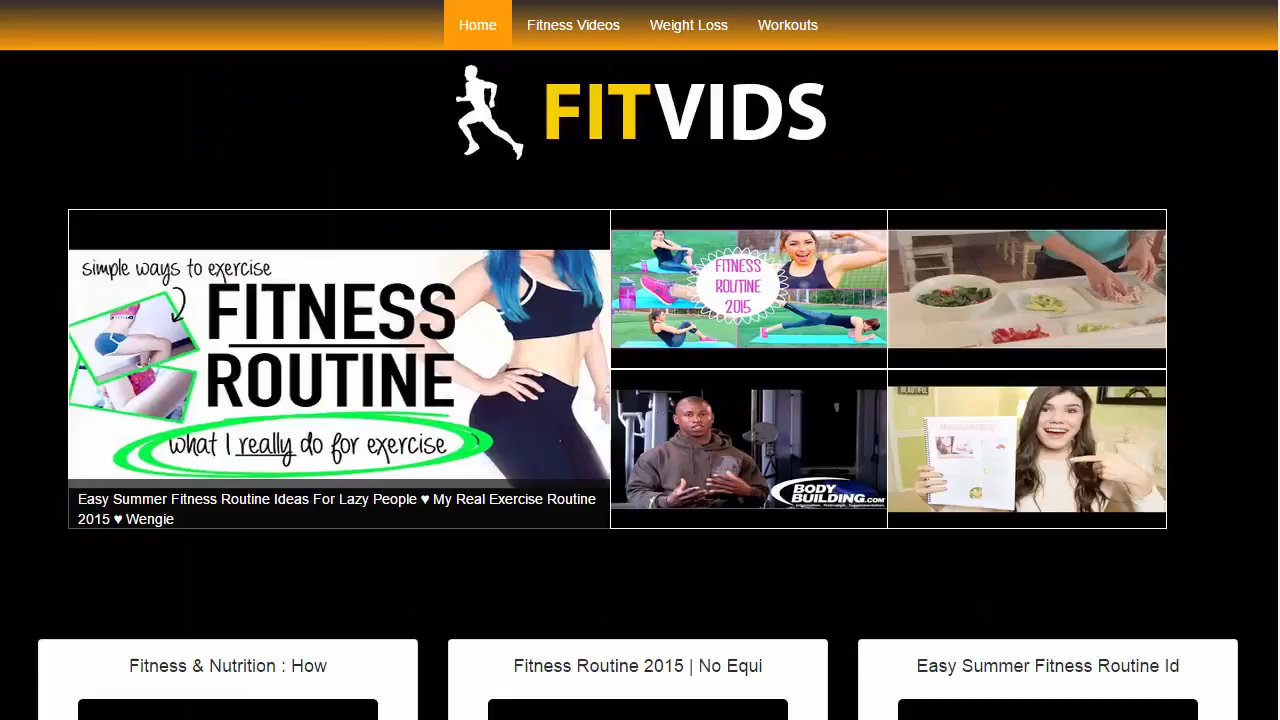 Home Fitness Videos Weight Loss Workouts
FITVIDS
simple ways to exercise
FITNESS
ROUTINE
what I really do for exercise
Easy Summer Fitness Routine Ideas For Lazy People ♥ My Real Exercise Routine
2015 ♥ Wengie
FITNESS
ROUTINE
2015
BODY
BUILDING.COM
Fitness & Nutrition : How
Fitness Routine 2015 | No Equi
Easy Summer Fitness Routine Id